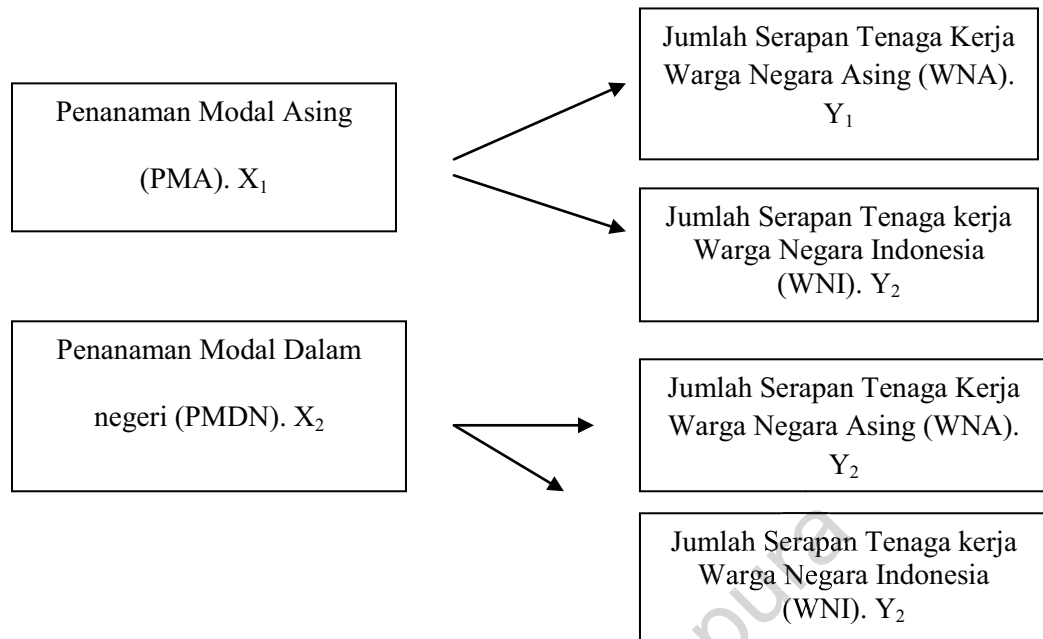 Penanaman Modal Asing
(PMA). X₁
Jumlah Serapan Tenaga Kerja
Warga Negara Asing (WNA).
Y₁
Jumlah Serapan Tenaga kerja
Warga Negara Indonesia
(WNI). Y₂
Penanaman Modal Dalam
negeri (PMDN). X₂
Jumlah Serapan Tenaga Kerja
Warga Negara Asing (WNA).
Y₂
Jumlah Serapan Tenaga kerja
Warga Negara Indonesia
(WNI). Y₂
pura